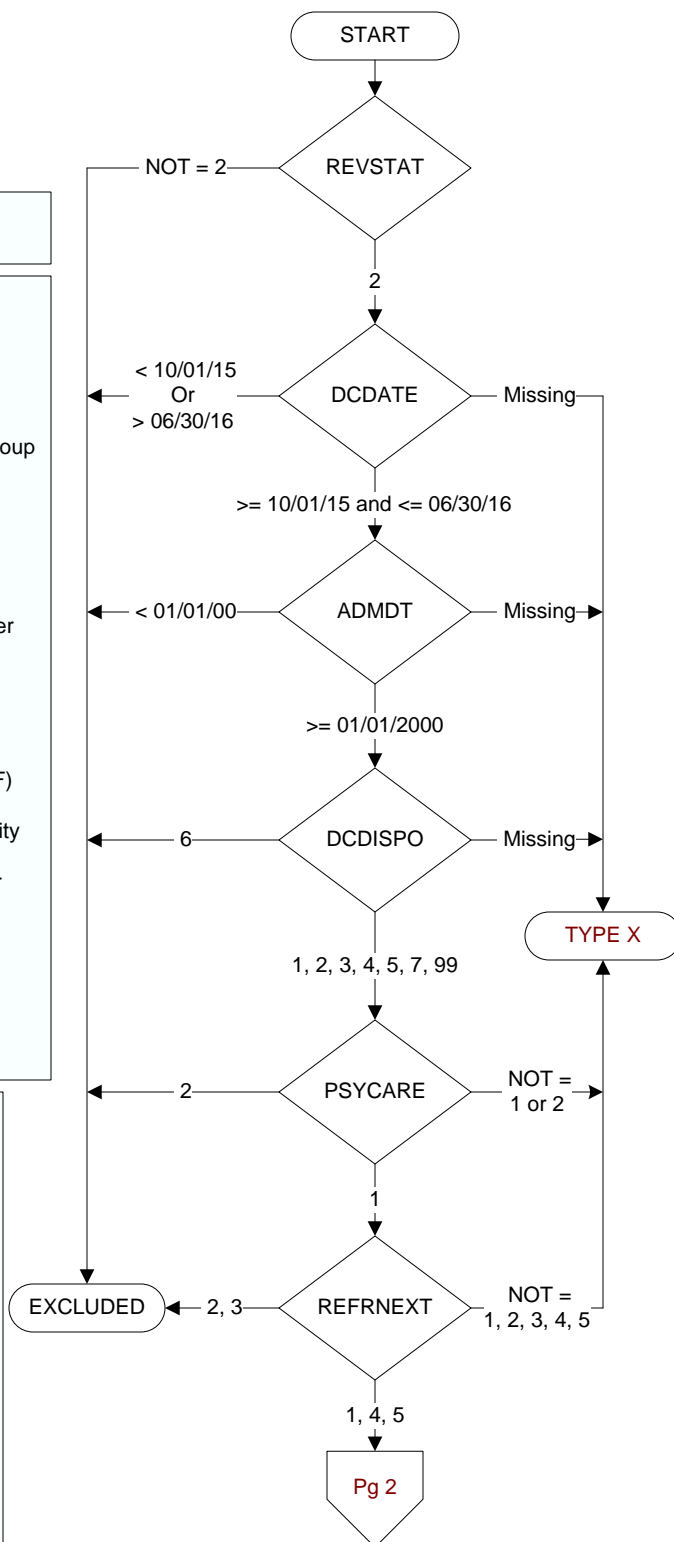 START
REVSTAT
NOT = 2
2
< 10/01/15
Or
> 06/30/16
DCDATE
Missing
oup
>= 10/01/15 and <= 06/30/16
< 01/01/00
ADMDT
Missing
er
>= 01/01/2000
F)
6
DCDISPO
Missing
ity
TYPE X
1, 2, 3, 4, 5, 7, 99
2
PSYCARE
NOT =
1 or 2
1
EXCLUDED
2, 3
REFRNEXT
NOT =
1, 2, 3, 4, 5
1, 4, 5
Pg 2